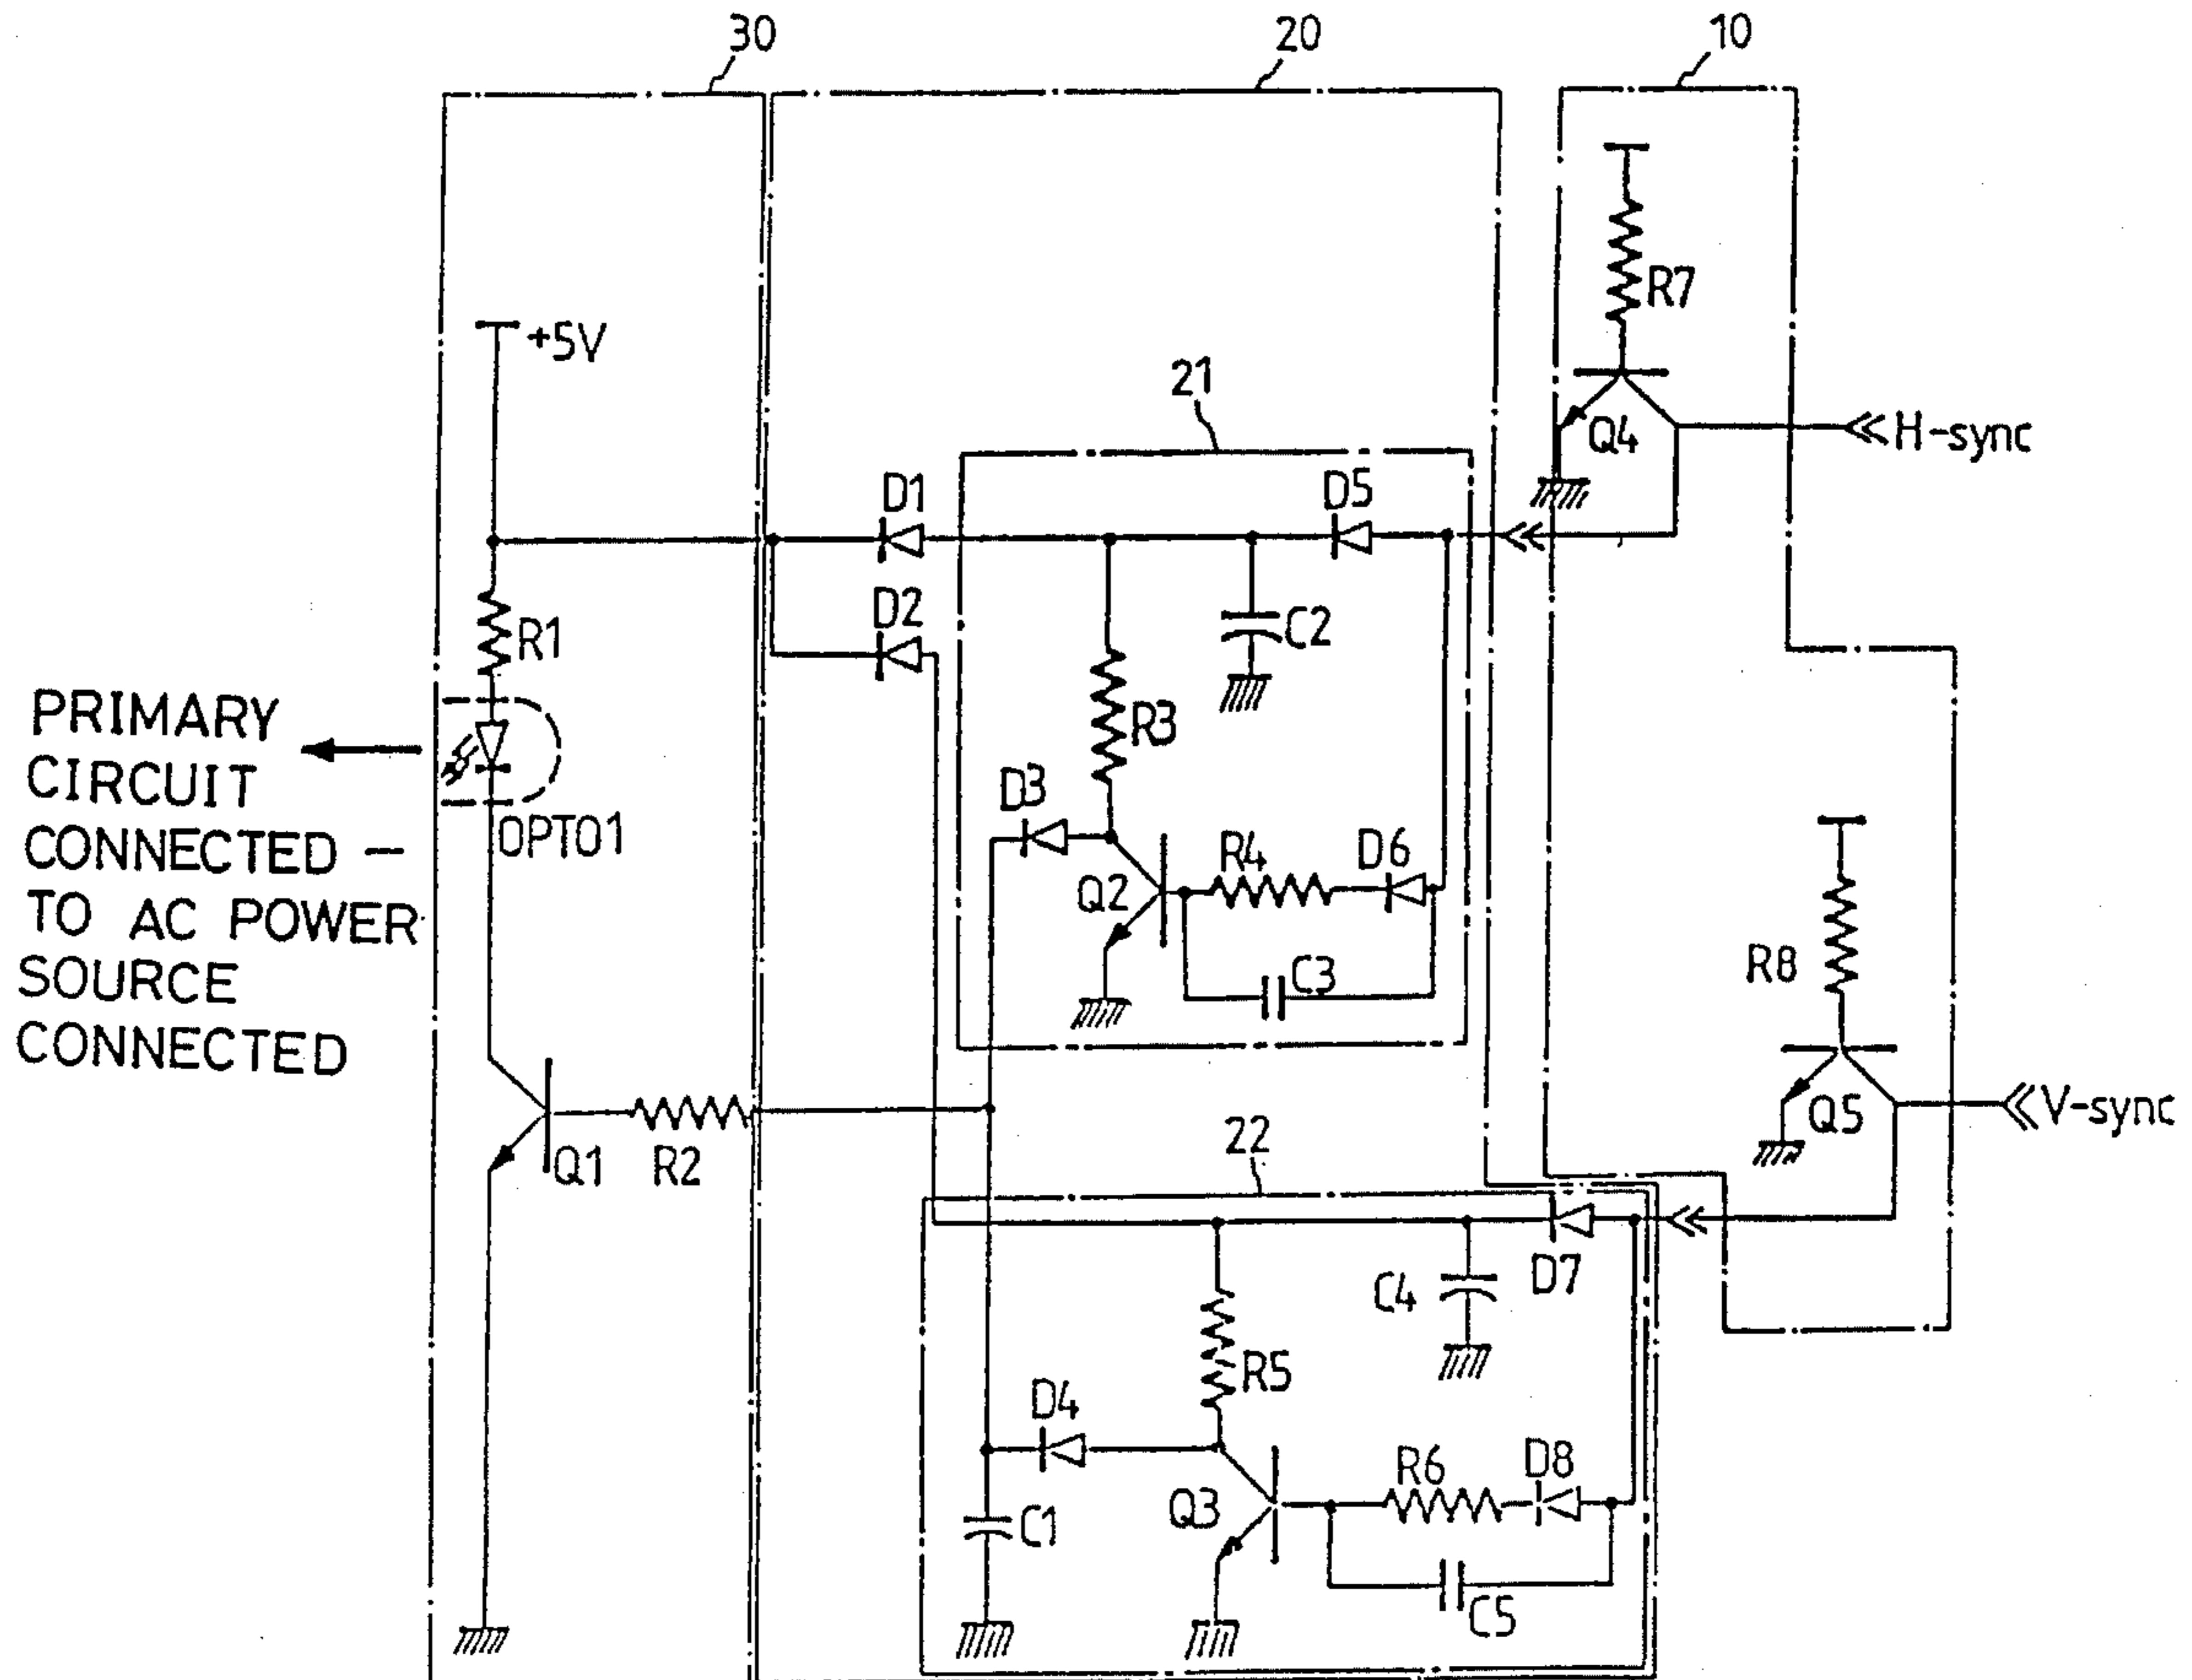 30
20
10
+5V
R7
21
Q4
H-sync
D1
D5
D2
C2
R1
R3
PRIMARY
CIRCUIT
CONNECTED -
TO AC POWER
SOURCE
CONNECTED
D3
OPTO1
R4
D6
Q2
C3
R8
Q5
V-sync
Q1
R2
22
D7
C4
R5
D4
R6
D8
Q3
C1
C5